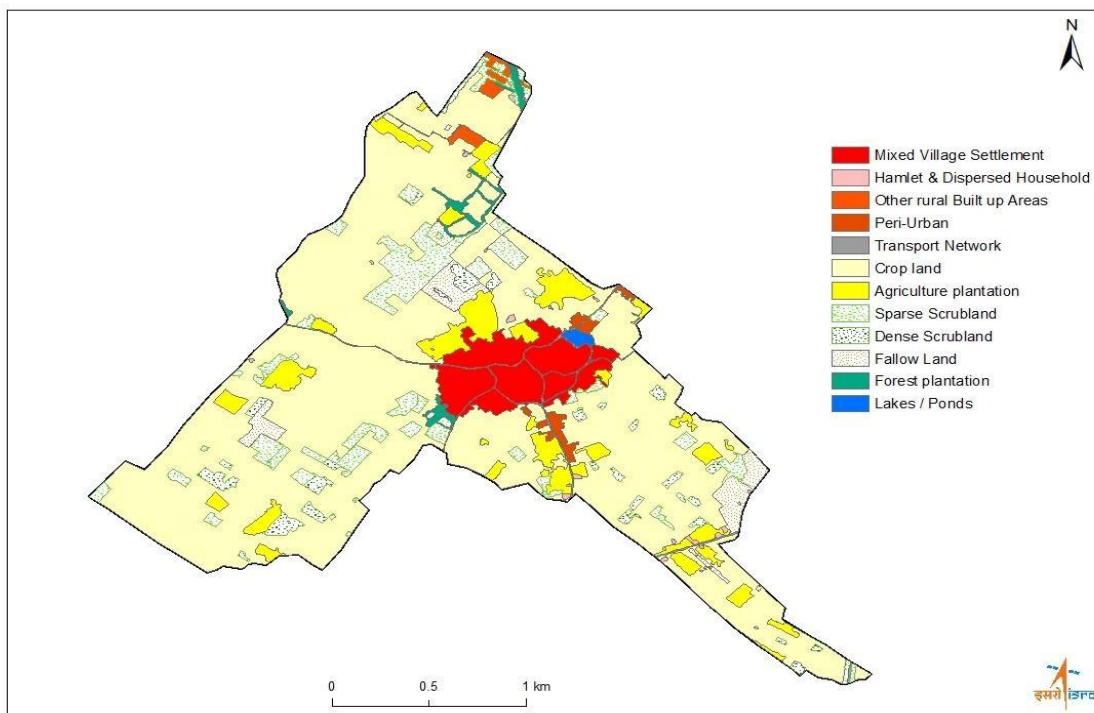 N
Mixed Village Settlement
Hamlet & Dispersed Household
Other rural Built up Areas
Peri-Urban
Transport Network
Crop land
Agriculture plantation
Sparse Scrubland
Dense Scrubland
Fallow Land
Forest plantation
Lakes / Ponds
0 0.5 1 km
इसरो isro